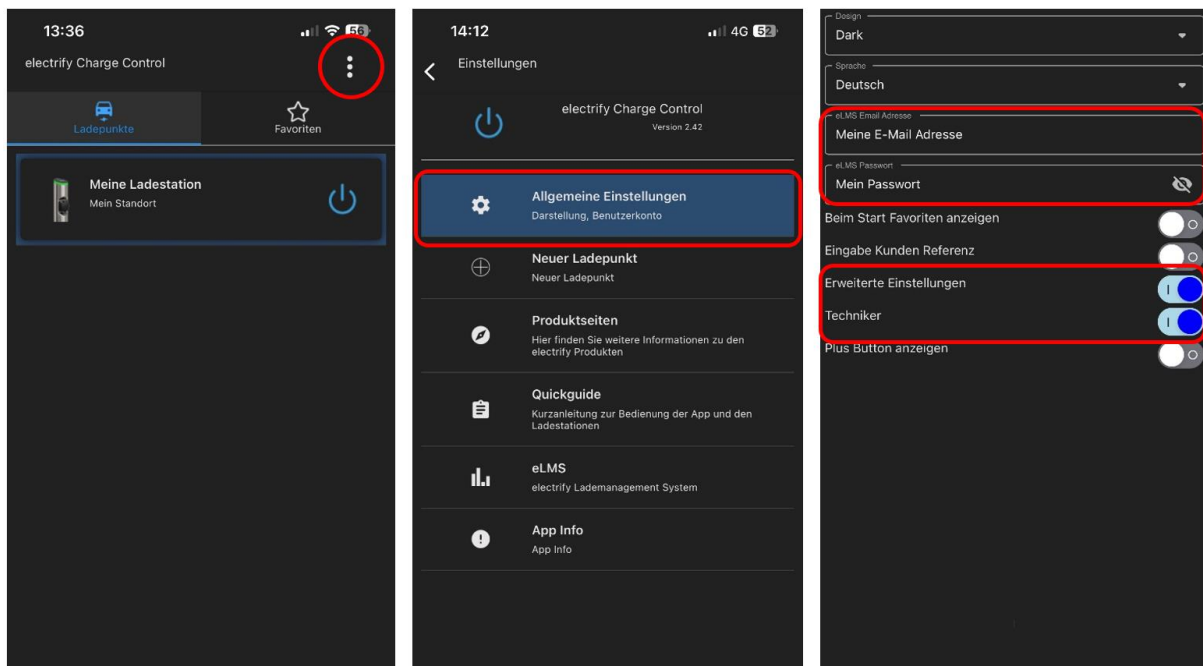 13:36
56
electrify Charge Control
Ladepunkte
Favoriten
Meine Ladestation
Mein Standort
14:12
4G 52
Einstellungen
electrify Charge Control
Version 2.42
Allgemeine Einstellungen
Darstellung, Benutzerkonto
Neuer Ladepunkt
Neuer Ladepunkt
Produktseiten
Hier finden Sie weitere Informationen zu den
electrify Produkten
Quickguide
Kurzanleitung zur Bedienung der App und den
Ladestationen
eLMS
electrify Lademanagement System
App Info
App Info
Design
Dark
Sprache
Deutsch
eLMS Email Adresse
Meine E-Mail Adresse
eLMS Passwort
Mein Passwort
Beim Start Favoriten anzeigen
Eingabe Kunden Referenz
Erweiterte Einstellungen
Techniker
Plus Button anzeigen